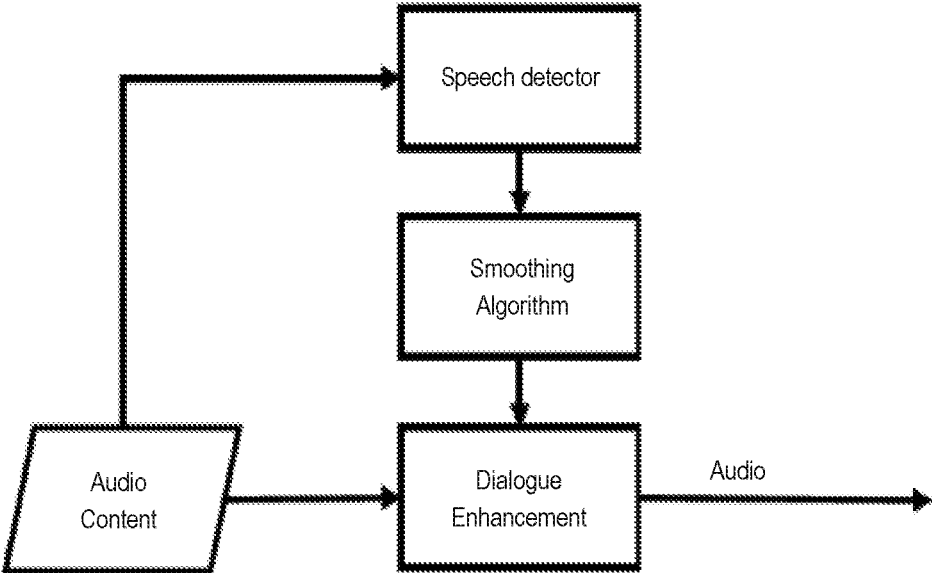 Speech detector
Smoothing
Algorithm
Audio
Content
Dialogue
Enhancement
Audio